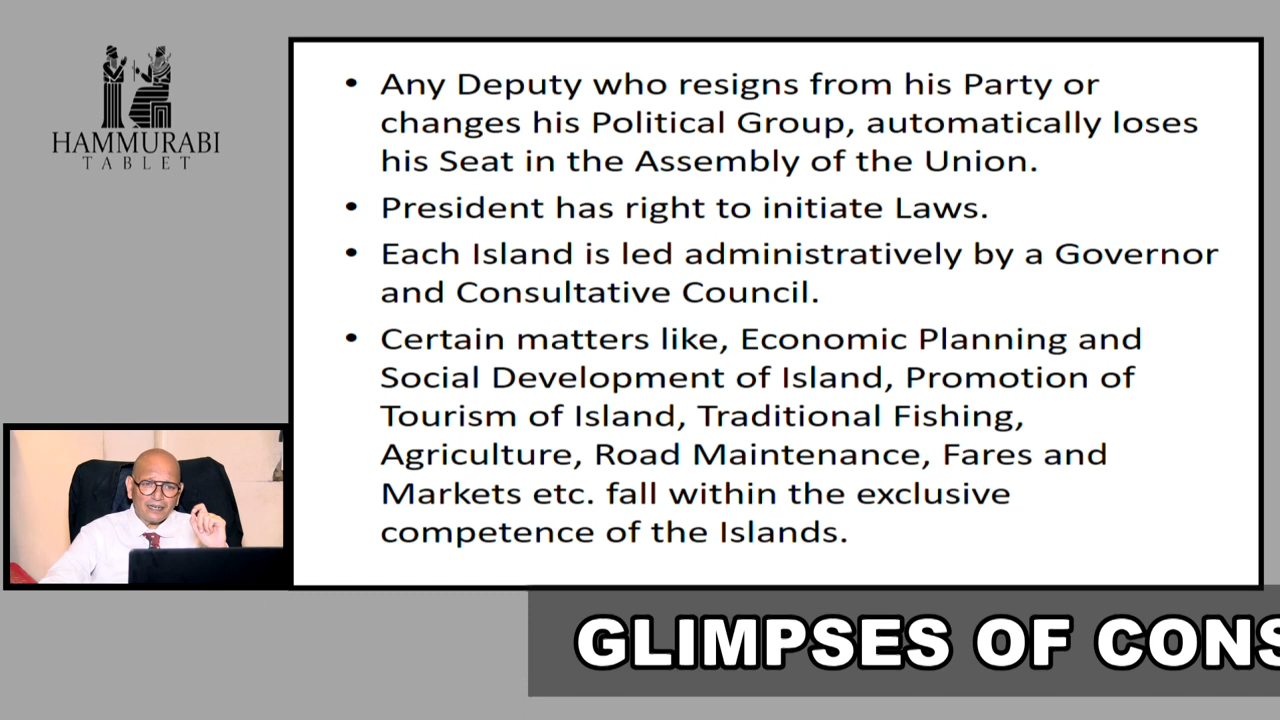 HAMMURABI
TABLET
• Any Deputy who resigns from his Party or
changes his Political Group, automatically loses
his Seat in the Assembly of the Union.
• President has right to initiate Laws.
• Each Island is led administratively by a Governor
and Consultative Council.
• Certain matters like, Economic Planning and
Social Development of Island, Promotion of
Tourism of Island, Traditional Fishing,
Agriculture, Road Maintenance, Fares and
Markets etc. fall within the exclusive
competence of the Islands.
GLIMPSES OF CONS